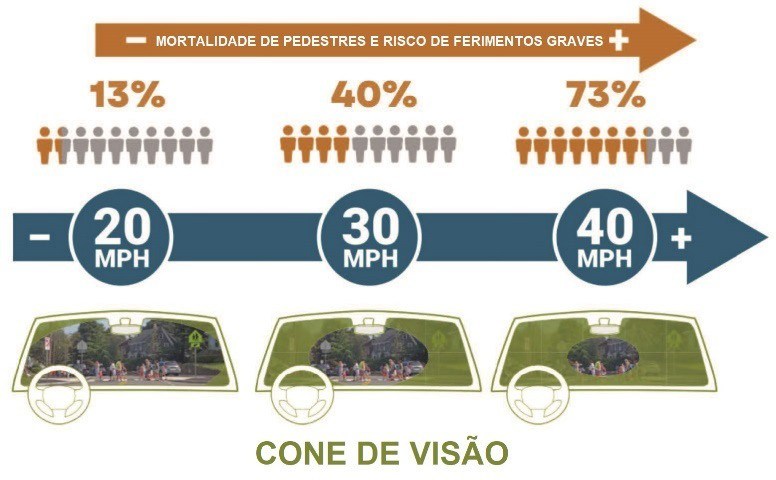 − MORTALIDADE DE PEDESTRES E RISCO DE FERIMENTOS GRAVES +
13% 40% 73%
− 20 MPH 30 MPH 40 MPH +
CONE DE VISÃO